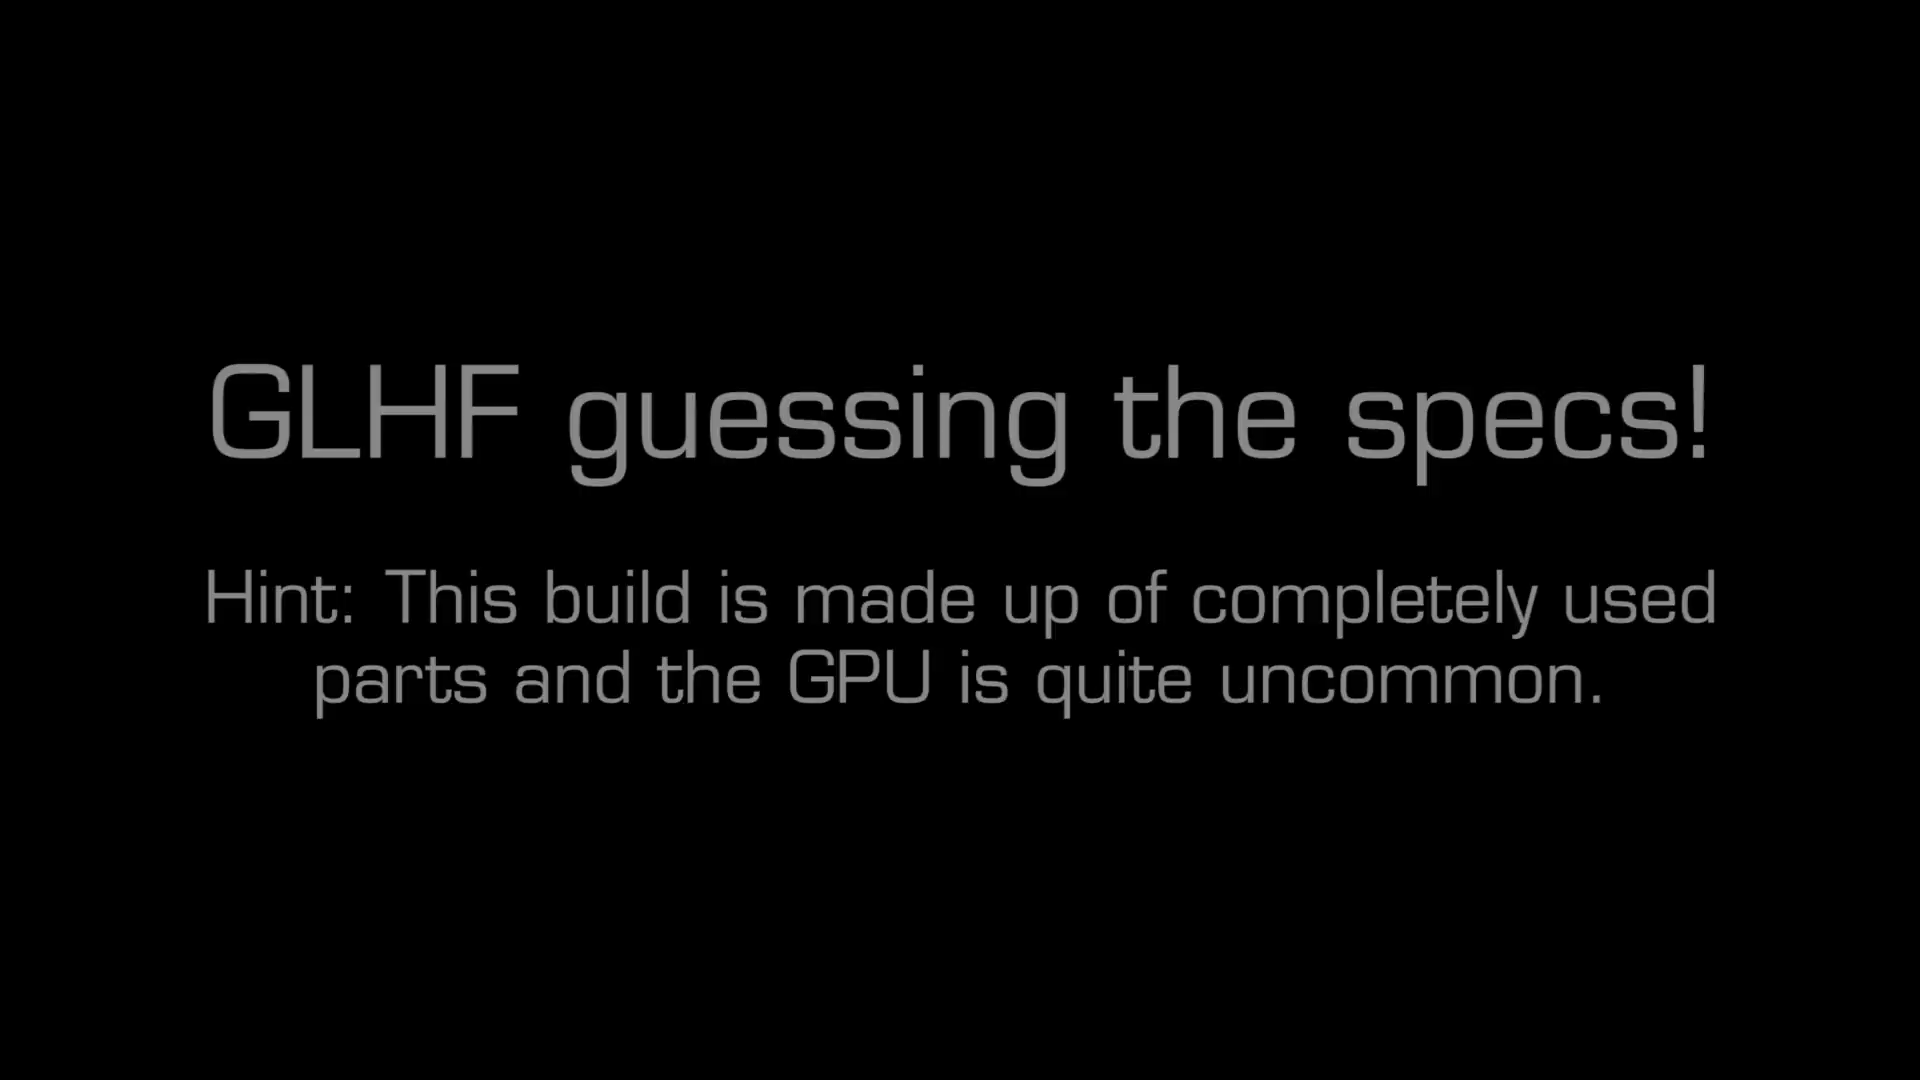 GLHF guessing the specs!
Hint: This build is made up of completely used
parts and the GPU is quite uncommon.